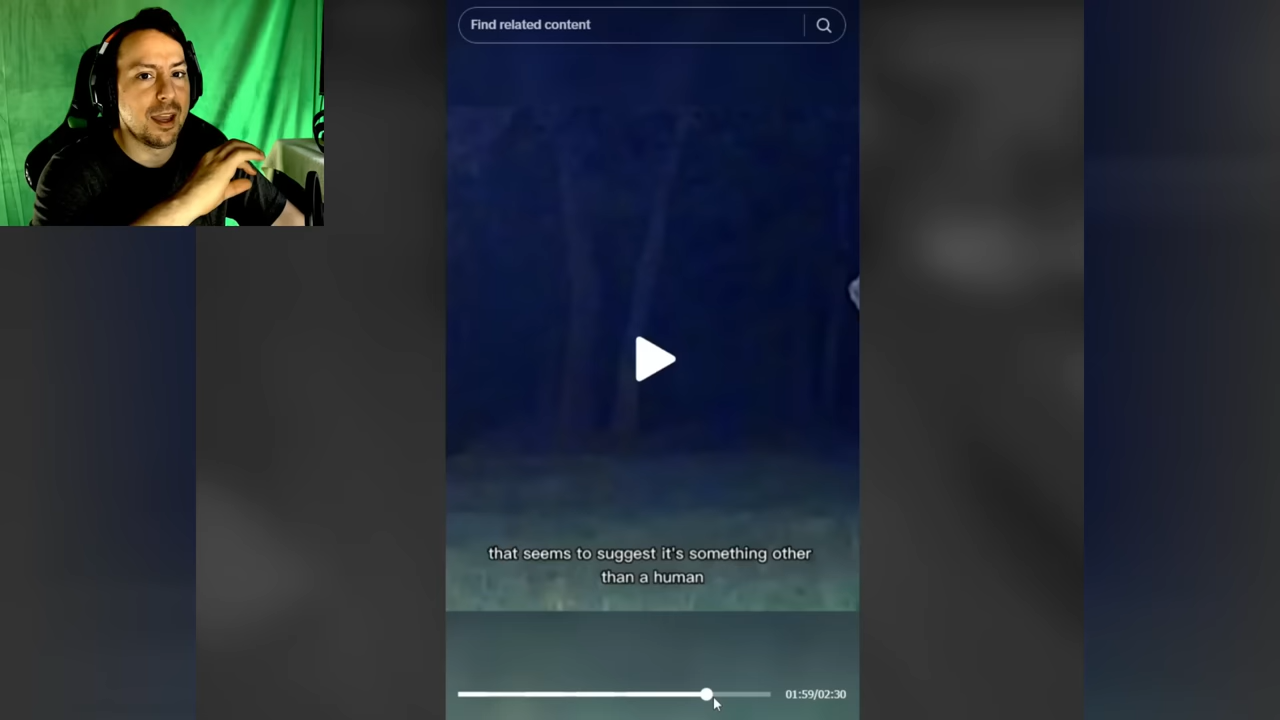 Find related content
that seems to suggest it's something other
than a human
01:59/02:30